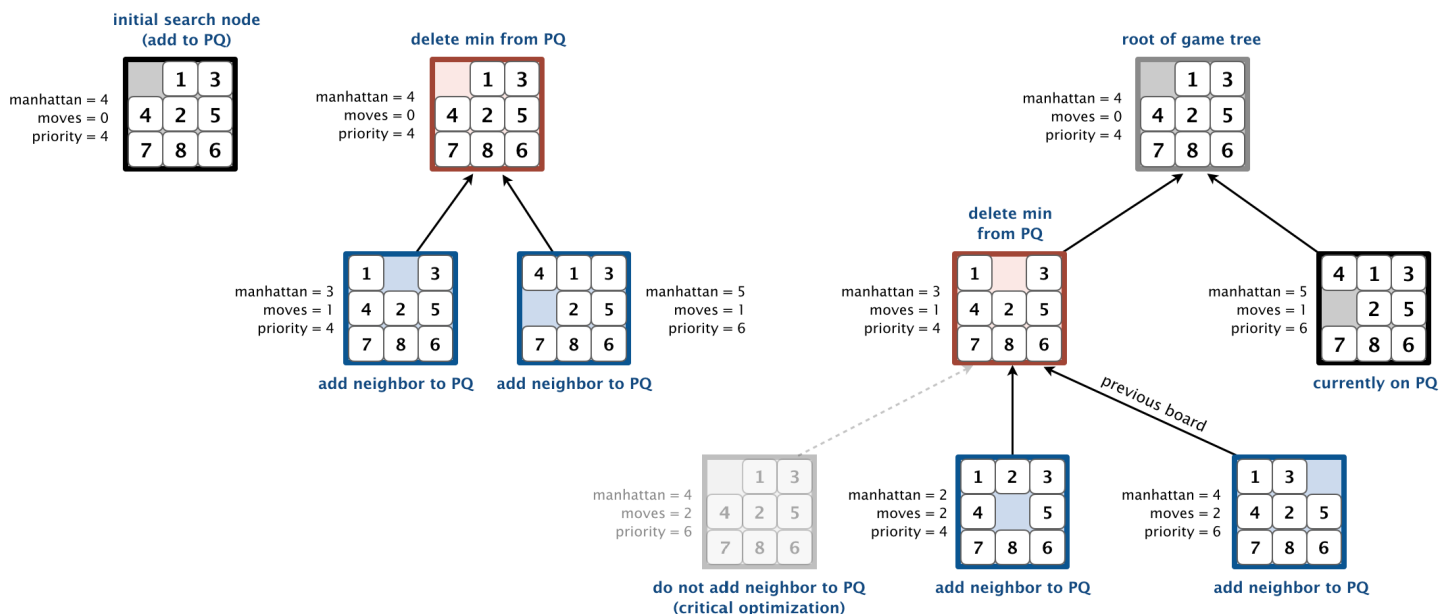 initial search node
(add to PQ)
manhattan = 4
moves = 0
priority = 4
1 3
4 2 5
7 8 6
delete min from PQ
manhattan = 4
moves = 0
priority = 4
1 3
4 2 5
7 8 6
manhattan = 3
moves = 1
priority = 4
1 3
4 2 5
7 8 6
add neighbor to PQ
4 1 3
2 5
7 8 6
manhattan = 5
moves = 1
priority = 6
add neighbor to PQ
root of game tree
manhattan = 4
moves = 0
priority = 4
1 3
4 2 5
7 8 6
delete min
from PQ
manhattan = 3
moves = 1
priority = 4
1 3
4 2 5
7 8 6
manhattan = 5
moves = 1
priority = 6
4 1 3
2 5
7 8 6
currently on PQ
previous board
manhattan = 4
moves = 2
priority = 6
1 3
4 2 5
7 8 6
do not add neighbor to PQ
(critical optimization)
manhattan = 2
moves = 2
priority = 4
1 2 3
4 5
7 8 6
add neighbor to PQ
manhattan = 4
moves = 2
priority = 6
1 3
4 2 5
7 8 6
add neighbor to PQ